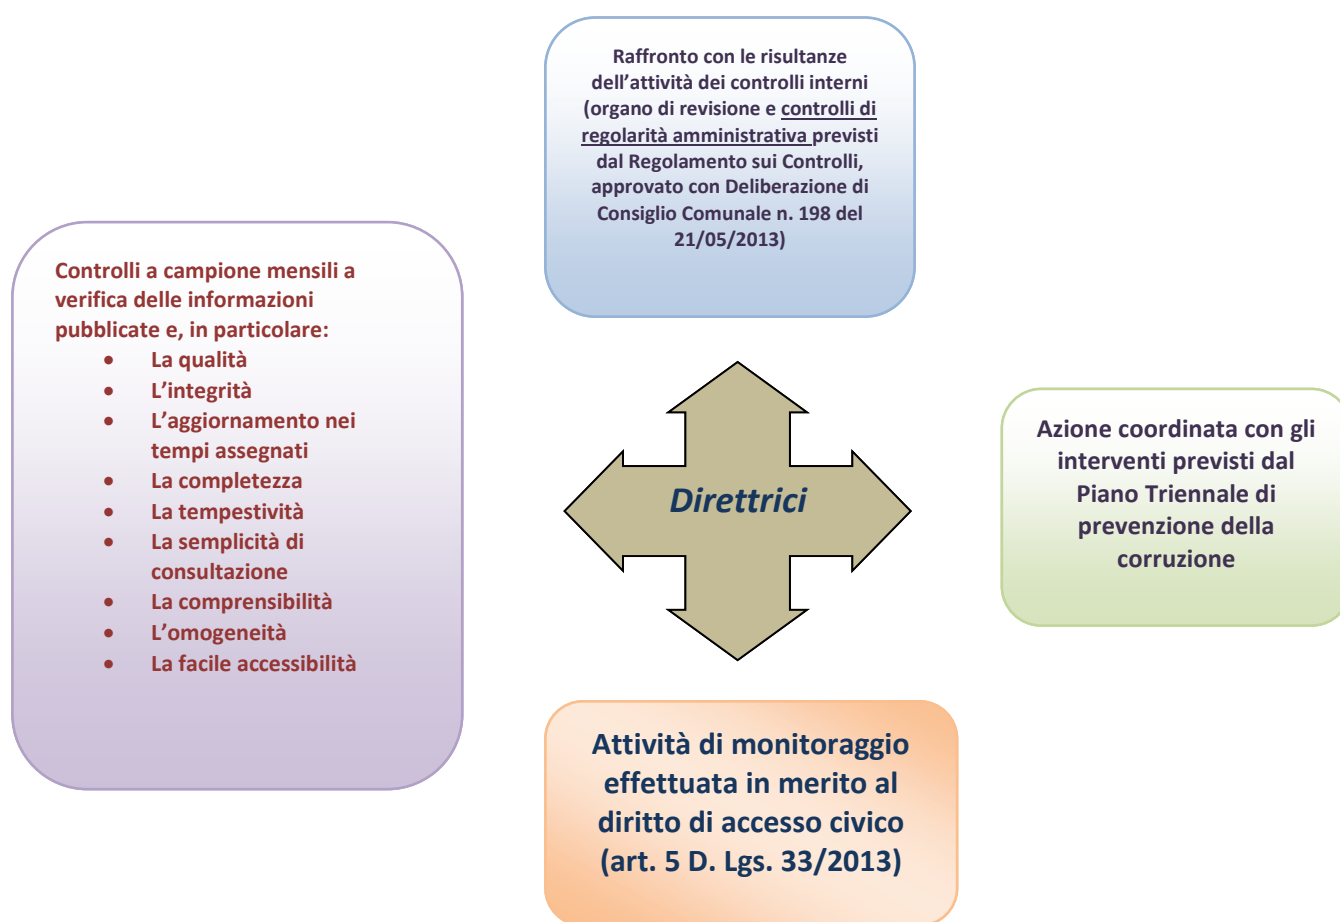 Raffronto con le risultanze
dell’attività dei controlli interni
(organo di revisione e controlli di
regolarità amministrativa previsti
dal Regolamento sui Controlli,
approvato con Deliberazione di
Consiglio Comunale n. 198 del
21/05/2013)
Controlli a campione mensili a
verifica delle informazioni
pubblicate e, in particolare:
• La qualità
• L’integrità
• L’aggiornamento nei
tempi assegnati
• La completezza
• La tempestività
• La semplicità di
consultazione
• La comprensibilità
• L’omogeneità
• La facile accessibilità
Direttrici
Azione coordinata con gli
interventi previsti dal
Piano Triennale di
prevenzione della
corruzione
Attività di monitoraggio
effettuata in merito al
diritto di accesso civico
(art. 5 D. Lgs. 33/2013)